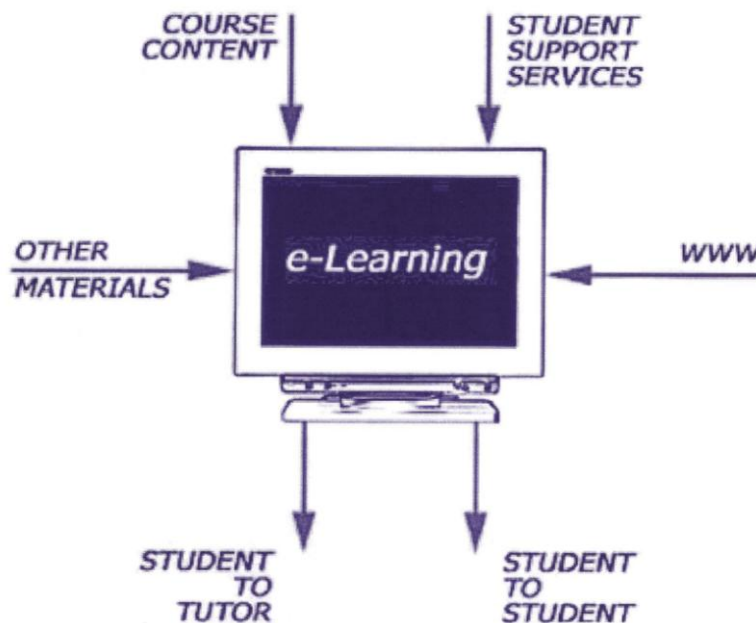 COURSE
CONTENT
STUDENT
SUPPORT
SERVICES
OTHER
MATERIALS
e-Learning
WWW
STUDENT
TO
TUTOR
STUDENT
TO
STUDENT